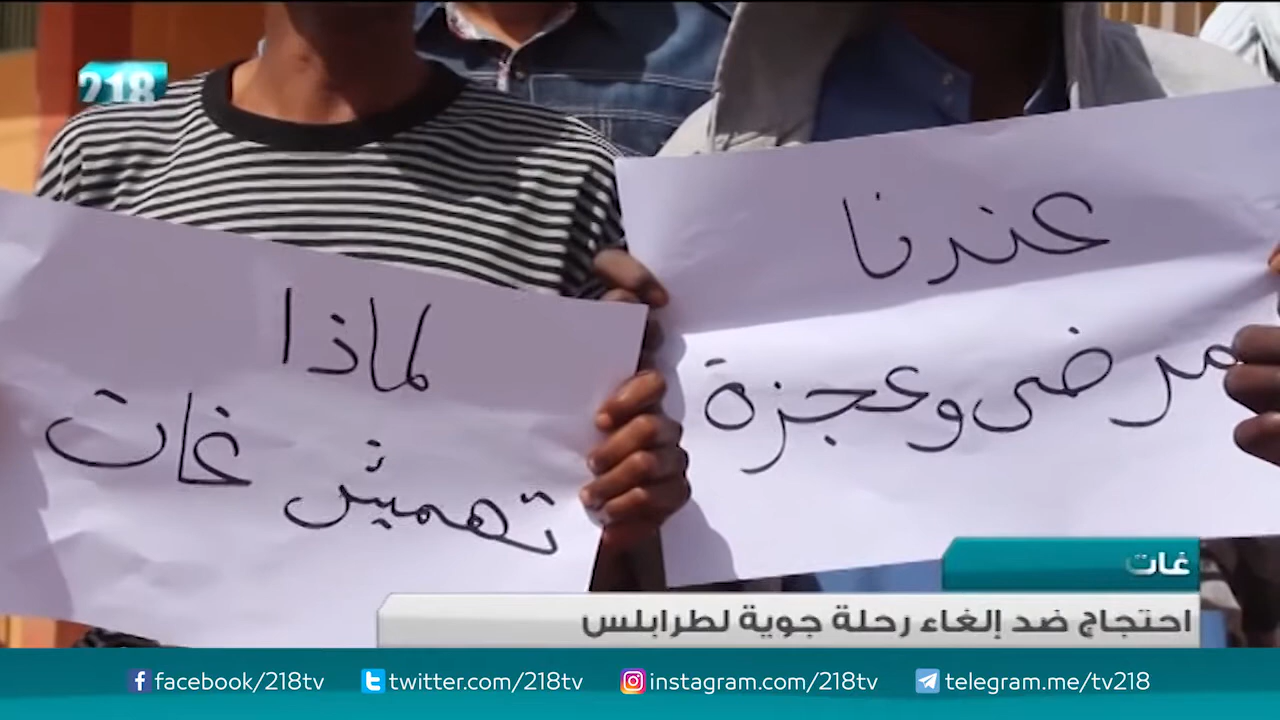 218
عندنا
مرضى وعجزة
لماذا
تهميش غات
غات
احتجاج ضد إلغاء رحلة جوية لطرابلس
facebook/218tv
twitter.com/218tv
instagram.com/218tv
telegram.me/tv218